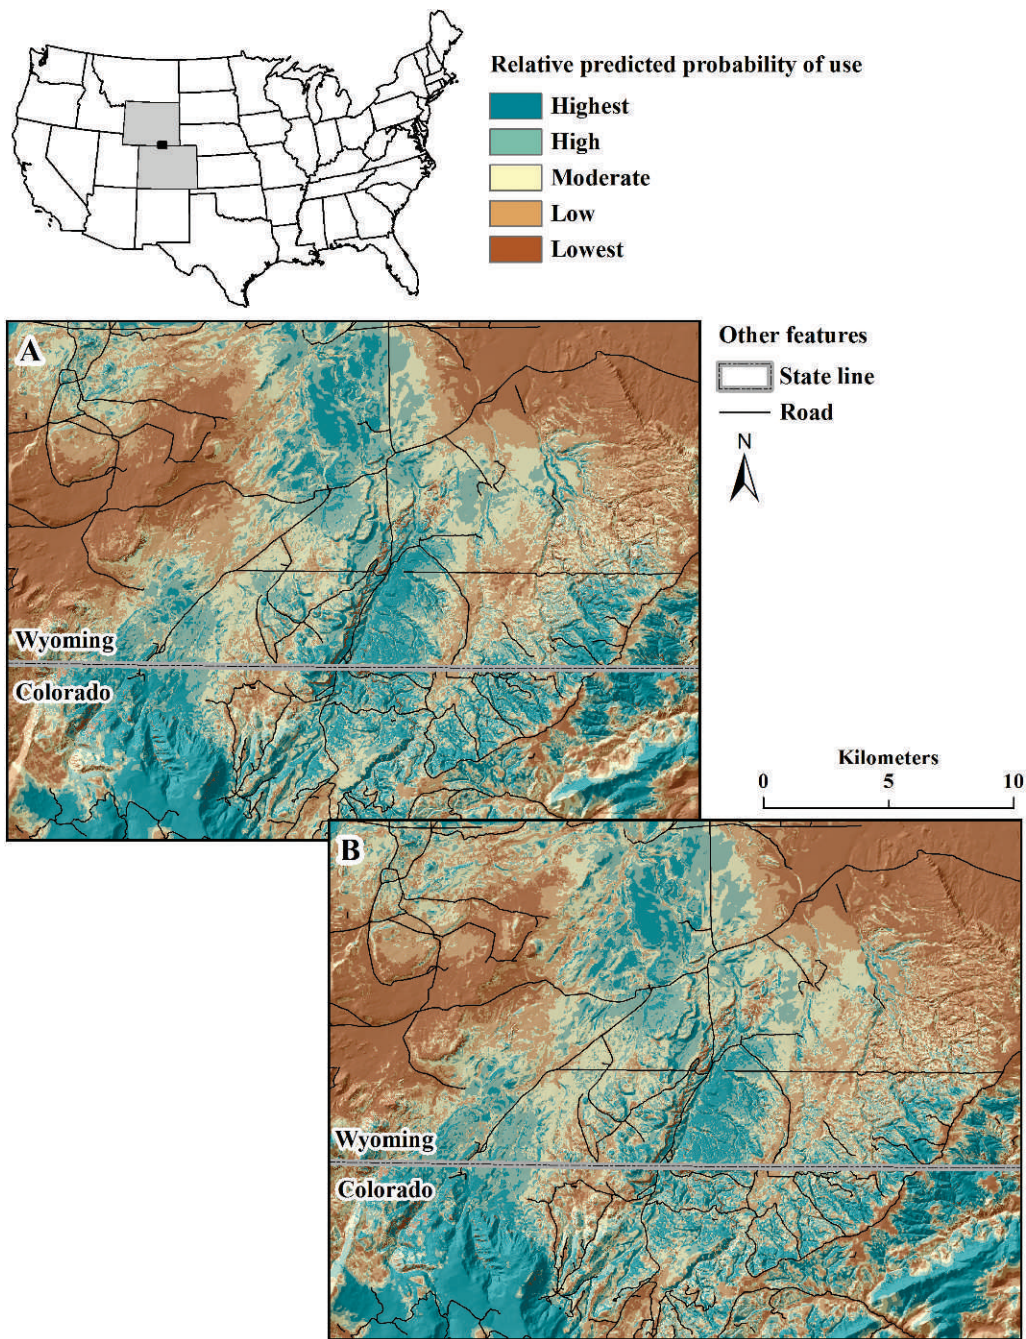 Relative predicted probability of use
Highest
High
Moderate
Low
Lowest
A
Other features
State line
Road
N
Wyoming
Colorado
Kilometers
0 5 10
B
Wyoming
Colorado